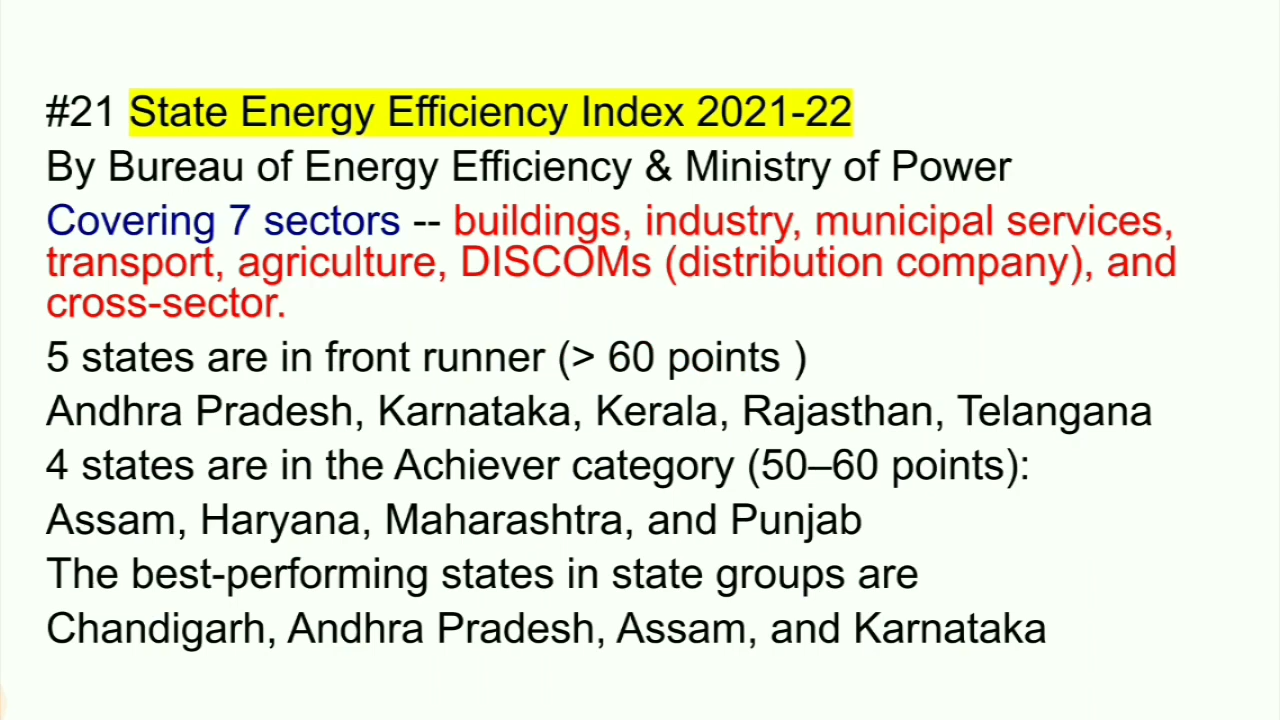 #21 State Energy Efficiency Index 2021-22
By Bureau of Energy Efficiency & Ministry of Power
Covering 7 sectors -- buildings, industry, municipal services,
transport, agriculture, DISCOMs (distribution company), and
cross-sector.
5 states are in front runner (> 60 points )
Andhra Pradesh, Karnataka, Kerala, Rajasthan, Telangana
4 states are in the Achiever category (50–60 points):
Assam, Haryana, Maharashtra, and Punjab
The best-performing states in state groups are
Chandigarh, Andhra Pradesh, Assam, and Karnataka